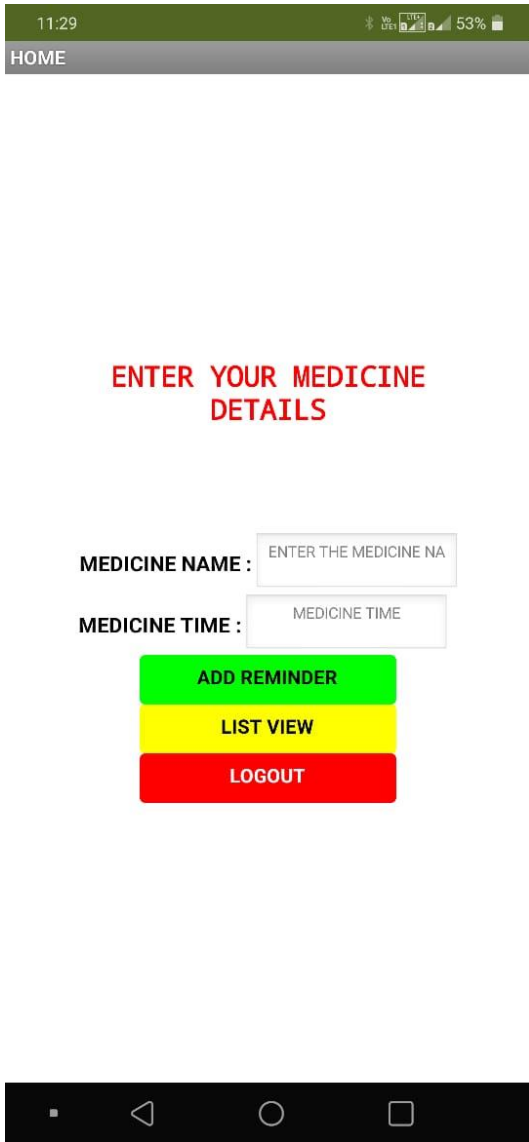 11:29 53%
HOME
ENTER YOUR MEDICINE
DETAILS
MEDICINE NAME : ENTER THE MEDICINE NA
MEDICINE TIME : MEDICINE TIME
ADD REMINDER
LIST VIEW
LOGOUT